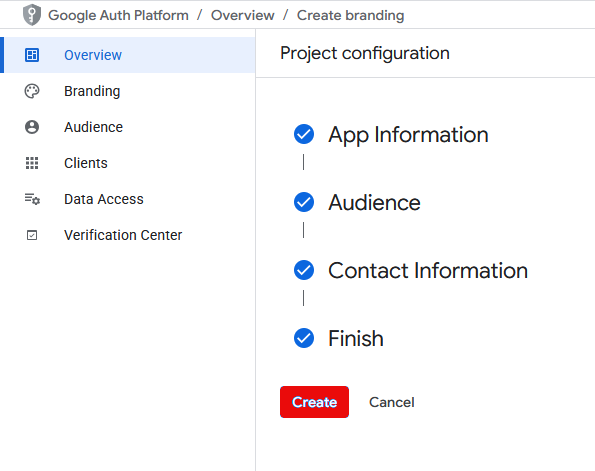 Google Auth Platform / Overview / Create branding
Overview
Branding
Audience
Clients
Data Access
Verification Center
Project configuration
App Information
Audience
Contact Information
Finish
Create Cancel